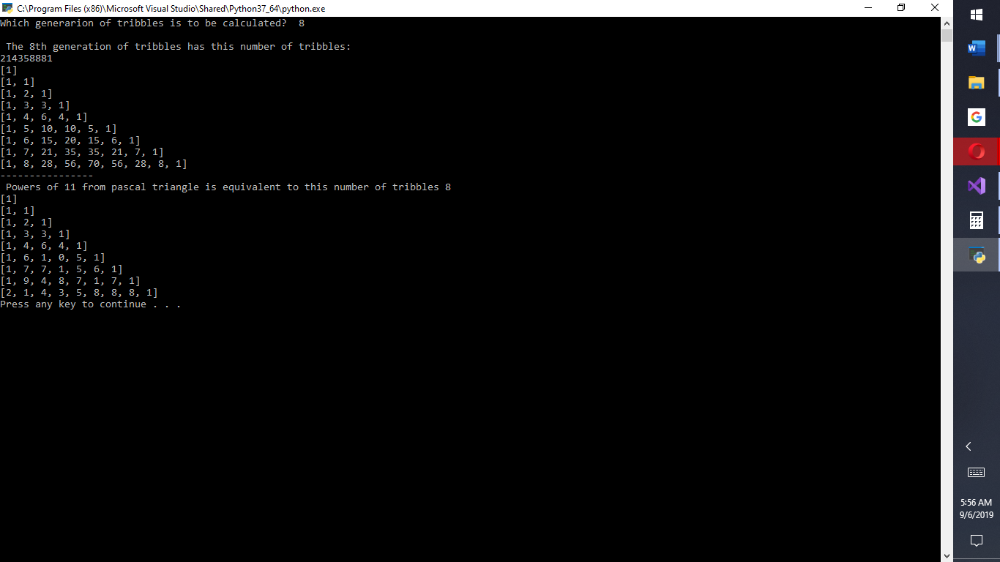 C:\Program Files (x86)\Microsoft Visual Studio\Shared\Python37_64\python.exe
Which generarion of tribbles is to be calculated?  8
The 8th generation of tribbles has this number of tribbles:
214358881
[1]
[1, 1]
[1, 2, 1]
[1, 3, 3, 1]
[1, 4, 6, 4, 1]
[1, 5, 10, 10, 5, 1]
[1, 6, 15, 20, 15, 6, 1]
[1, 7, 21, 35, 35, 21, 7, 1]
[1, 8, 28, 56, 70, 56, 28, 8, 1]
----------------
Powers of 11 from pascal triangle is equivalent to this number of tribbles 8
[1]
[1, 1]
[1, 2, 1]
[1, 3, 3, 1]
[1, 4, 6, 4, 1]
[1, 6, 1, 0, 5, 1]
[1, 7, 7, 1, 5, 6, 1]
[1, 9, 4, 8, 7, 1, 7, 1]
[2, 1, 4, 3, 5, 8, 8, 8, 1]
Press any key to continue . . .
5:56 AM
9/6/2019